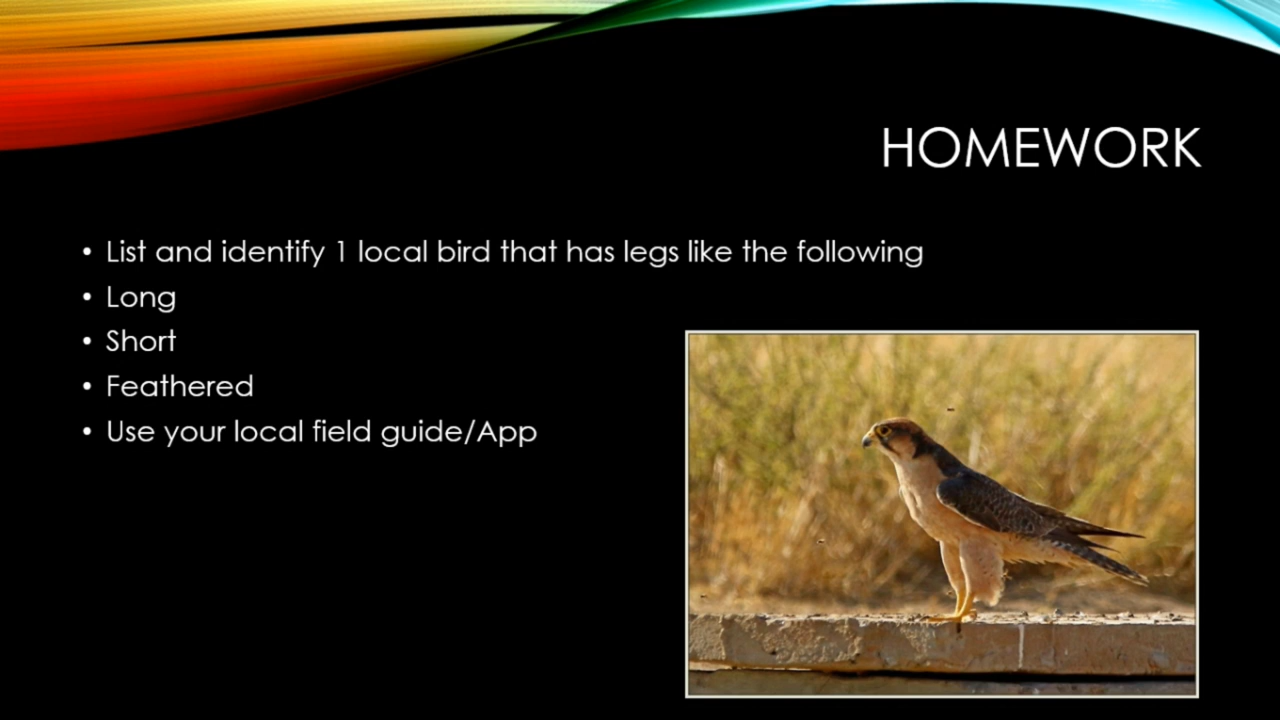 HOMEWORK
• List and identify 1 local bird that has legs like the following
• Long
• Short
• Feathered
• Use your local field guide/App